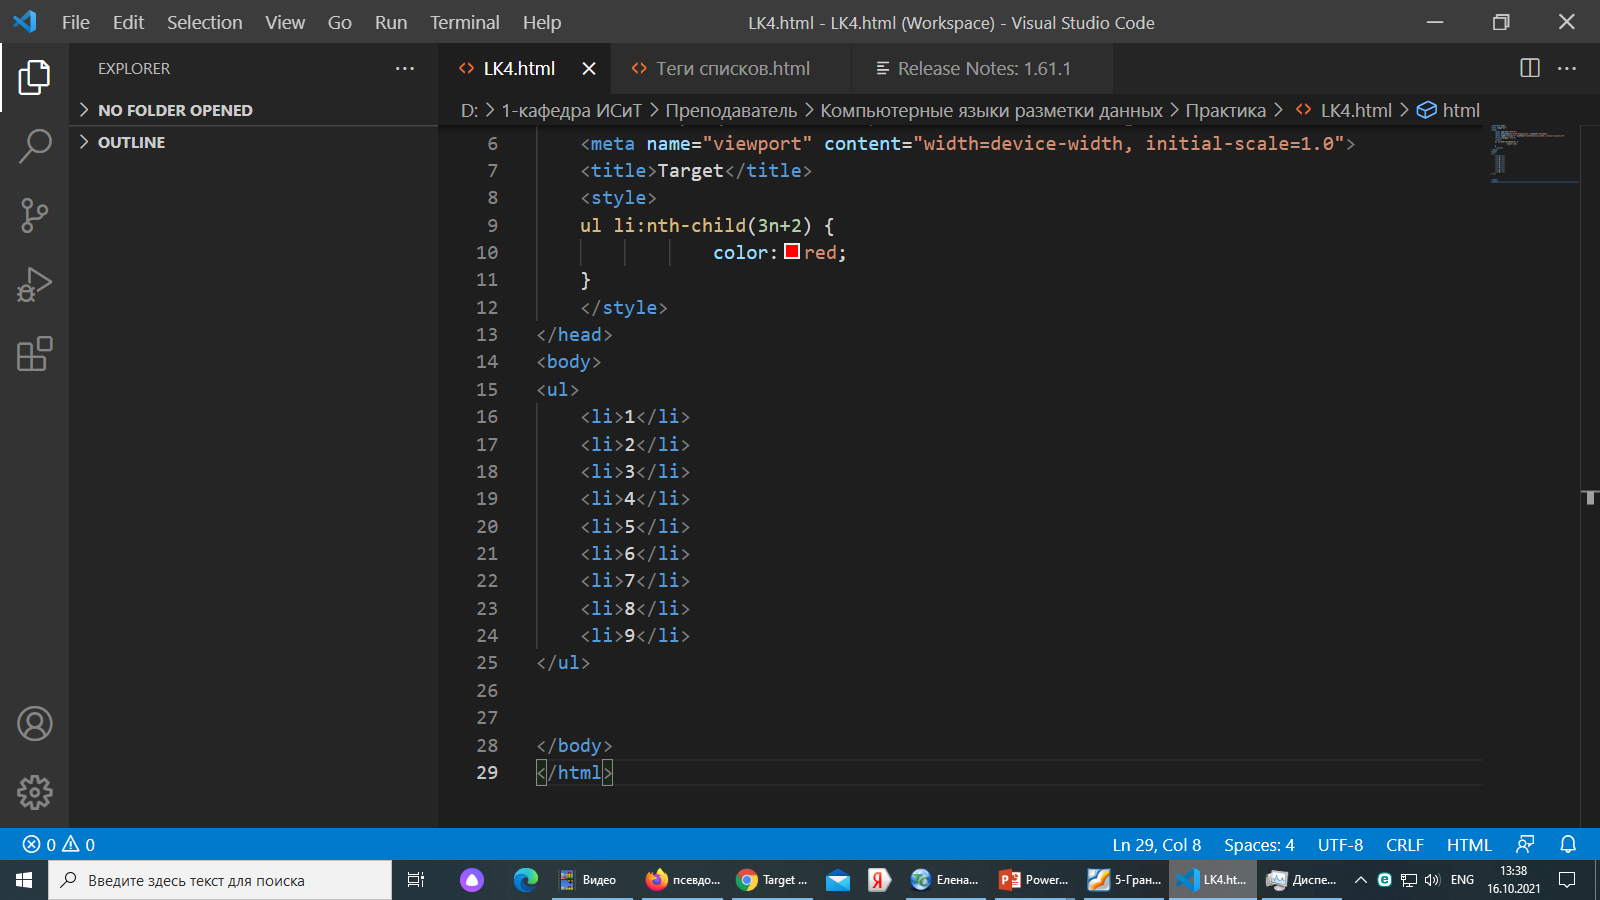 File Edit Selection View Go Run Terminal Help LK4.html - LK4.html (Workspace) - Visual Studio Code
EXPLORER
NO FOLDER OPENED
OUTLINE
LK4.html Теги списков.html Release Notes: 1.61.1
D: > 1-кафедра ИСиТ > Преподаватель > Компьютерные языки разметки данных > Практика > LK4.html > html
6 <meta name="viewport" content="width=device-width, initial-scale=1.0">
7 <title>Target</title>
8 <style>
9 ul li:nth-child(3n+2) {
10 color: red;
11 }
12 </style>
13 </head>
14 <body>
15 <ul>
16 <li>1</li>
17 <li>2</li>
18 <li>3</li>
19 <li>4</li>
20 <li>5</li>
21 <li>6</li>
22 <li>7</li>
23 <li>8</li>
24 <li>9</li>
25 </ul>
26
27
28 </body>
29 </html>
0 0 Ln 29, Col 8 Spaces: 4 UTF-8 CRLF HTML
Введите здесь текст для поиска Видео псевдо... Target ... Я Елена... Power... 5-Гран... LK4.ht... Диспе... ENG 13:38
16.10.2021